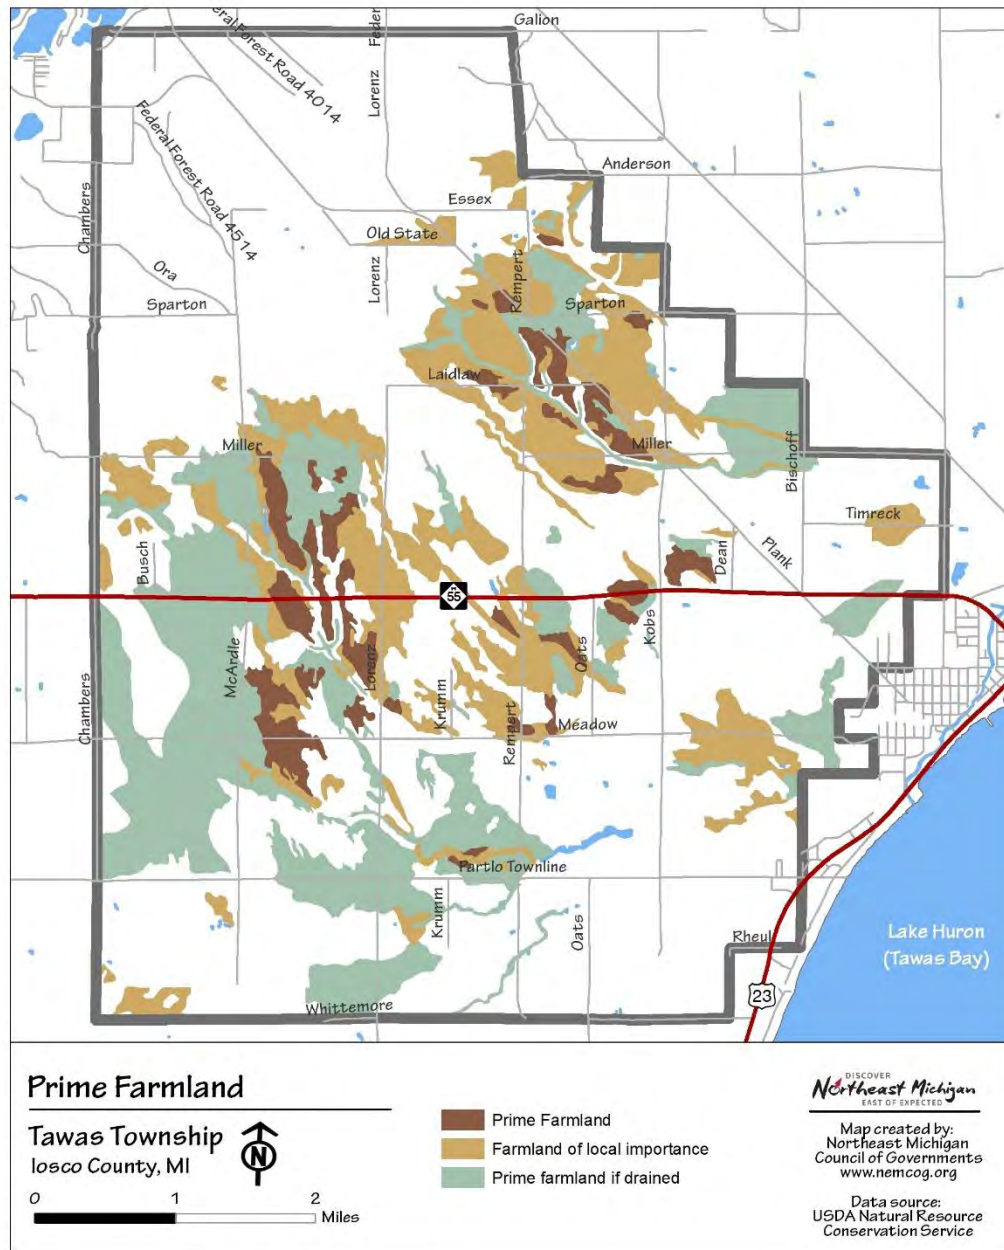 Galion
Federal Forest Road 4014
Lorenz
Federal Forest Road 4514
Anderson
Chambers
Essex
Old State
Ora
Lorenz
Rempert
Sparton
Sparton
Laidlaw
Miller
Miller
Bischoff
Timreck
Busch
Plank
Dean
M
55
Kobs
McArdle
Lorenz
Oats
Chambers
Krumm
Rempert
Meadow
Partlo Townline
Krumm
Oats
Rheul
Lake Huron
(Tawas Bay)
Whittemore
23
Prime Farmland
Tawas Township
Iosco County, MI
N
0 1 2
Miles
Prime Farmland
Farmland of local importance
Prime farmland if drained
DISCOVER
Northeast Michigan
EAST OF EXPECTED
Map created by:
Northeast Michigan
Council of Governments
www.nemcog.org
Data source:
USDA Natural Resource
Conservation Service